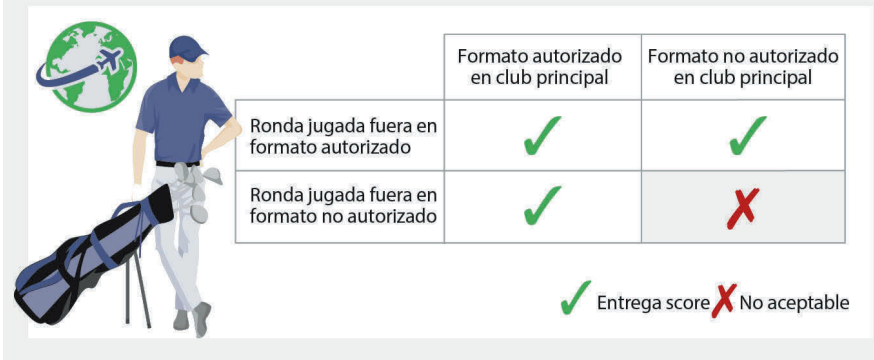 Formato autorizado
en club principal
Formato no autorizado
en club principal
Ronda jugada fuera en
formato autorizado
Ronda jugada fuera en
formato no autorizado
Entrega score
No aceptable